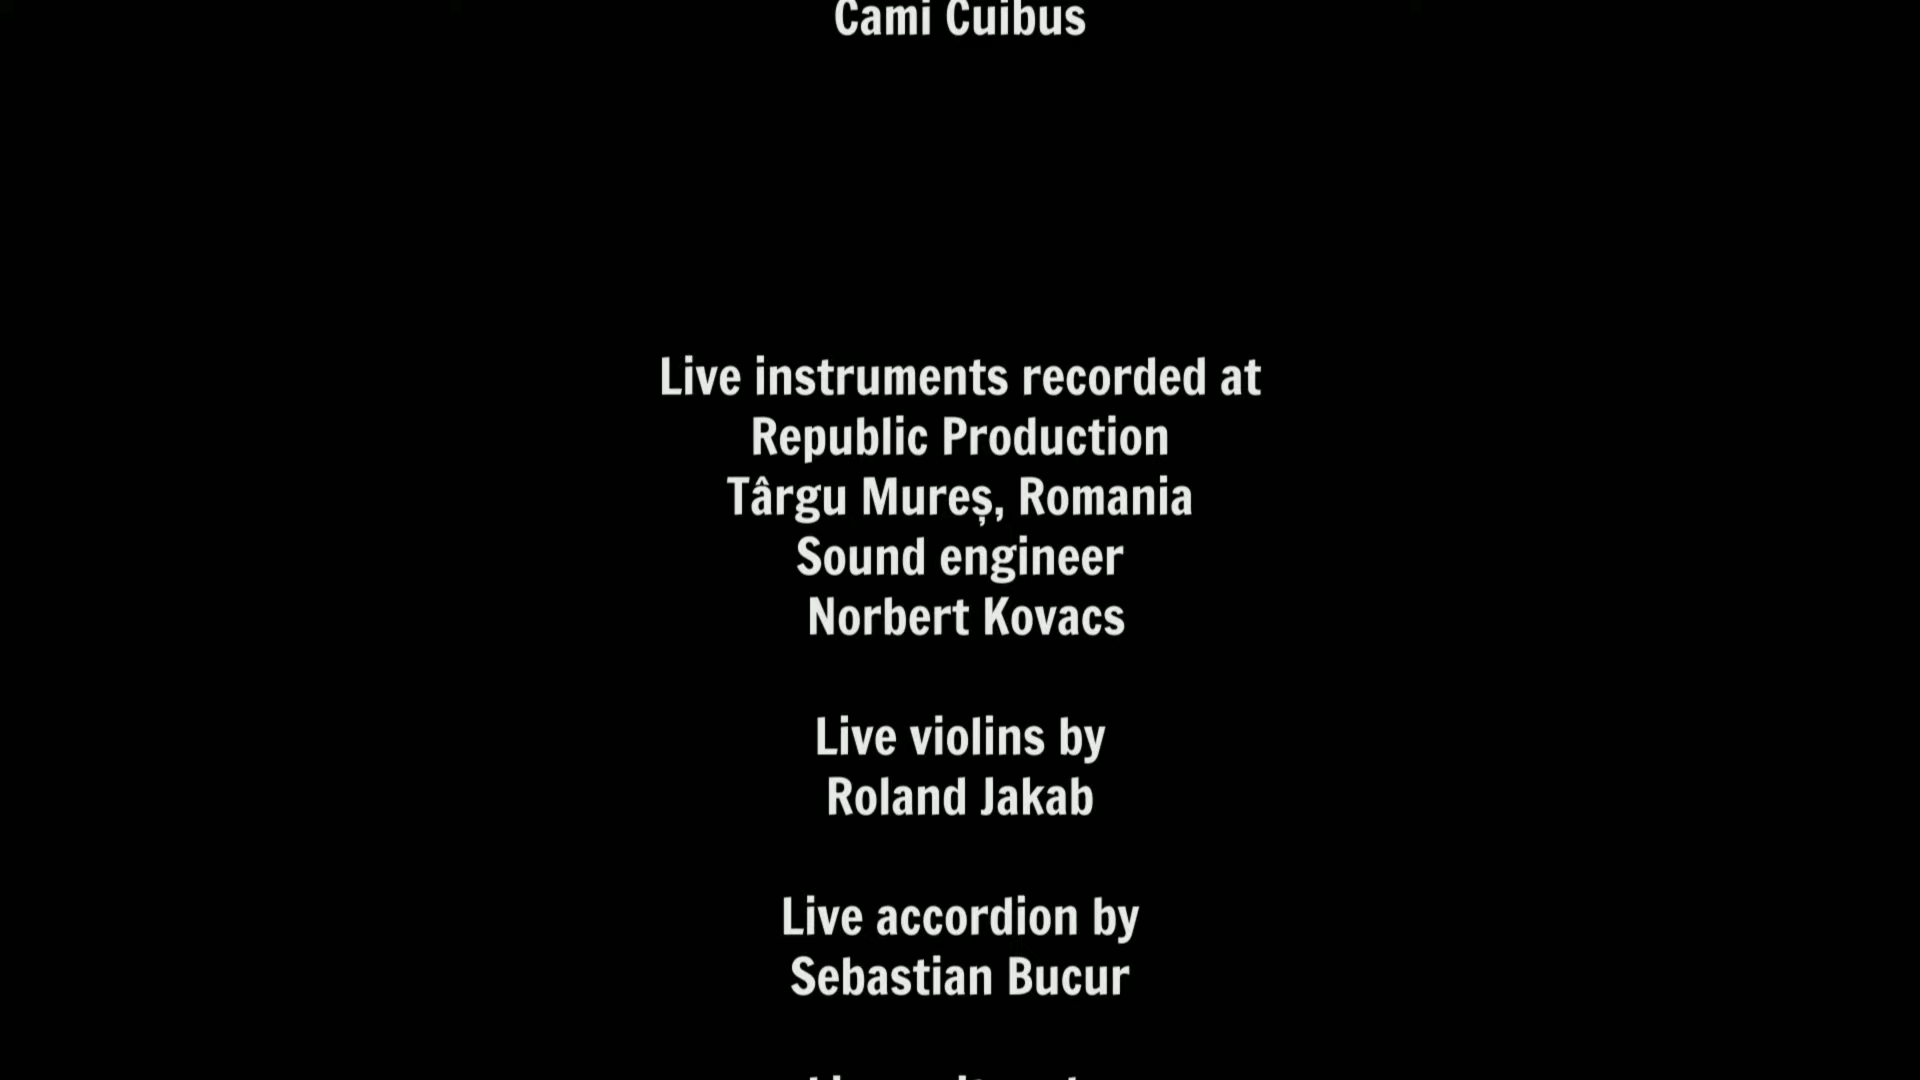 Cami Cuibus
Live instruments recorded at
Republic Production
Târgu Mureș, Romania
Sound engineer
Norbert Kovacs
Live violins by
Roland Jakab
Live accordion by
Sebastian Bucur